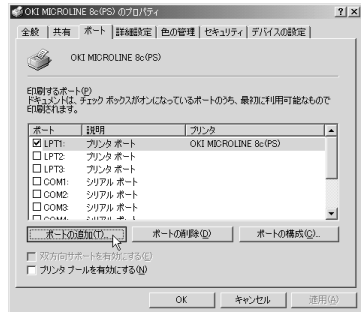 OKI MICROLINE 8c(PS) のプロパティ
全般 共有 ポート 詳細設定 色の管理 セキュリティ デバイスの設定
OKI MICROLINE 8c(PS)
印刷するポート(P)
ドキュメントは、チェック ボックスがオンになっているポートのうち、最初に利用可能なもので
印刷されます。
ポート 説明 プリンタ
LPT1: プリンタ ポート OKI MICROLINE 8c(PS)
LPT2: プリンタ ポート
LPT3: プリンタ ポート
COM1: シリアル ポート
COM2: シリアル ポート
COM3: シリアル ポート
COM4: シリアル ポート
ポートの追加(T)... ポートの削除(D) ポートの構成(C)...
双方向サポートを有効にする(E)
プリンタ プールを有効にする(N)
OK キャンセル 適用(A)